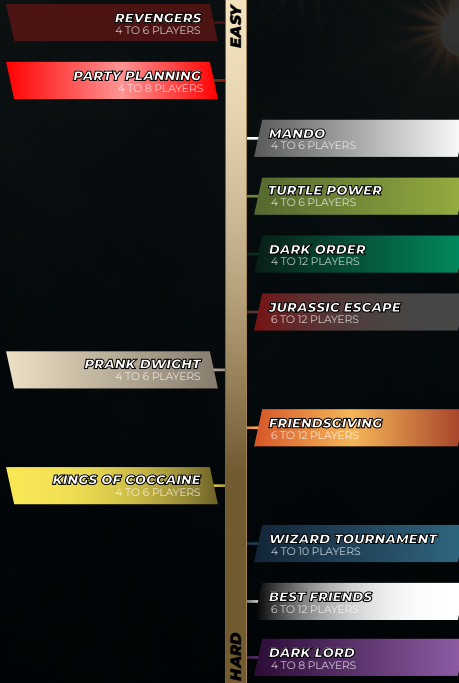 EASY
REVENGERS
4 TO 6 PLAYERS
PARTY PLANNING
4 TO 8 PLAYERS
MANDO
4 TO 6 PLAYERS
TURTLE POWER
4 TO 6 PLAYERS
DARK ORDER
4 TO 12 PLAYERS
JURASSIC ESCAPE
6 TO 12 PLAYERS
PRANK DWIGHT
4 TO 6 PLAYERS
FRIENDSGIVING
6 TO 12 PLAYERS
KINGS OF COCCAINE
4 TO 6 PLAYERS
WIZARD TOURNAMENT
4 TO 10 PLAYERS
BEST FRIENDS
6 TO 12 PLAYERS
DARK LORD
4 TO 8 PLAYERS
HARD